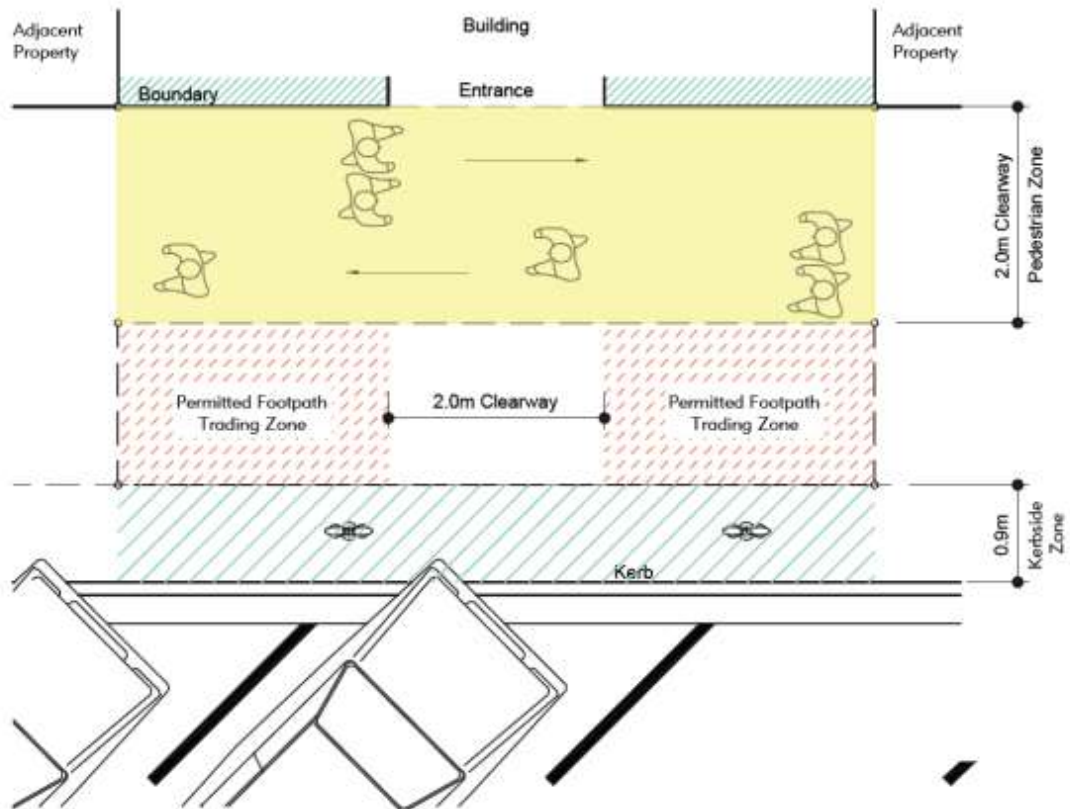 Adjacent
Property
Building
Adjacent
Property
Boundary
Entrance
2.0m Clearway
Pedestrian Zone
Permitted Footpath
Trading Zone
2.0m Clearway
Permitted Footpath
Trading Zone
0.9m
Kerbside
Zone
Kerb